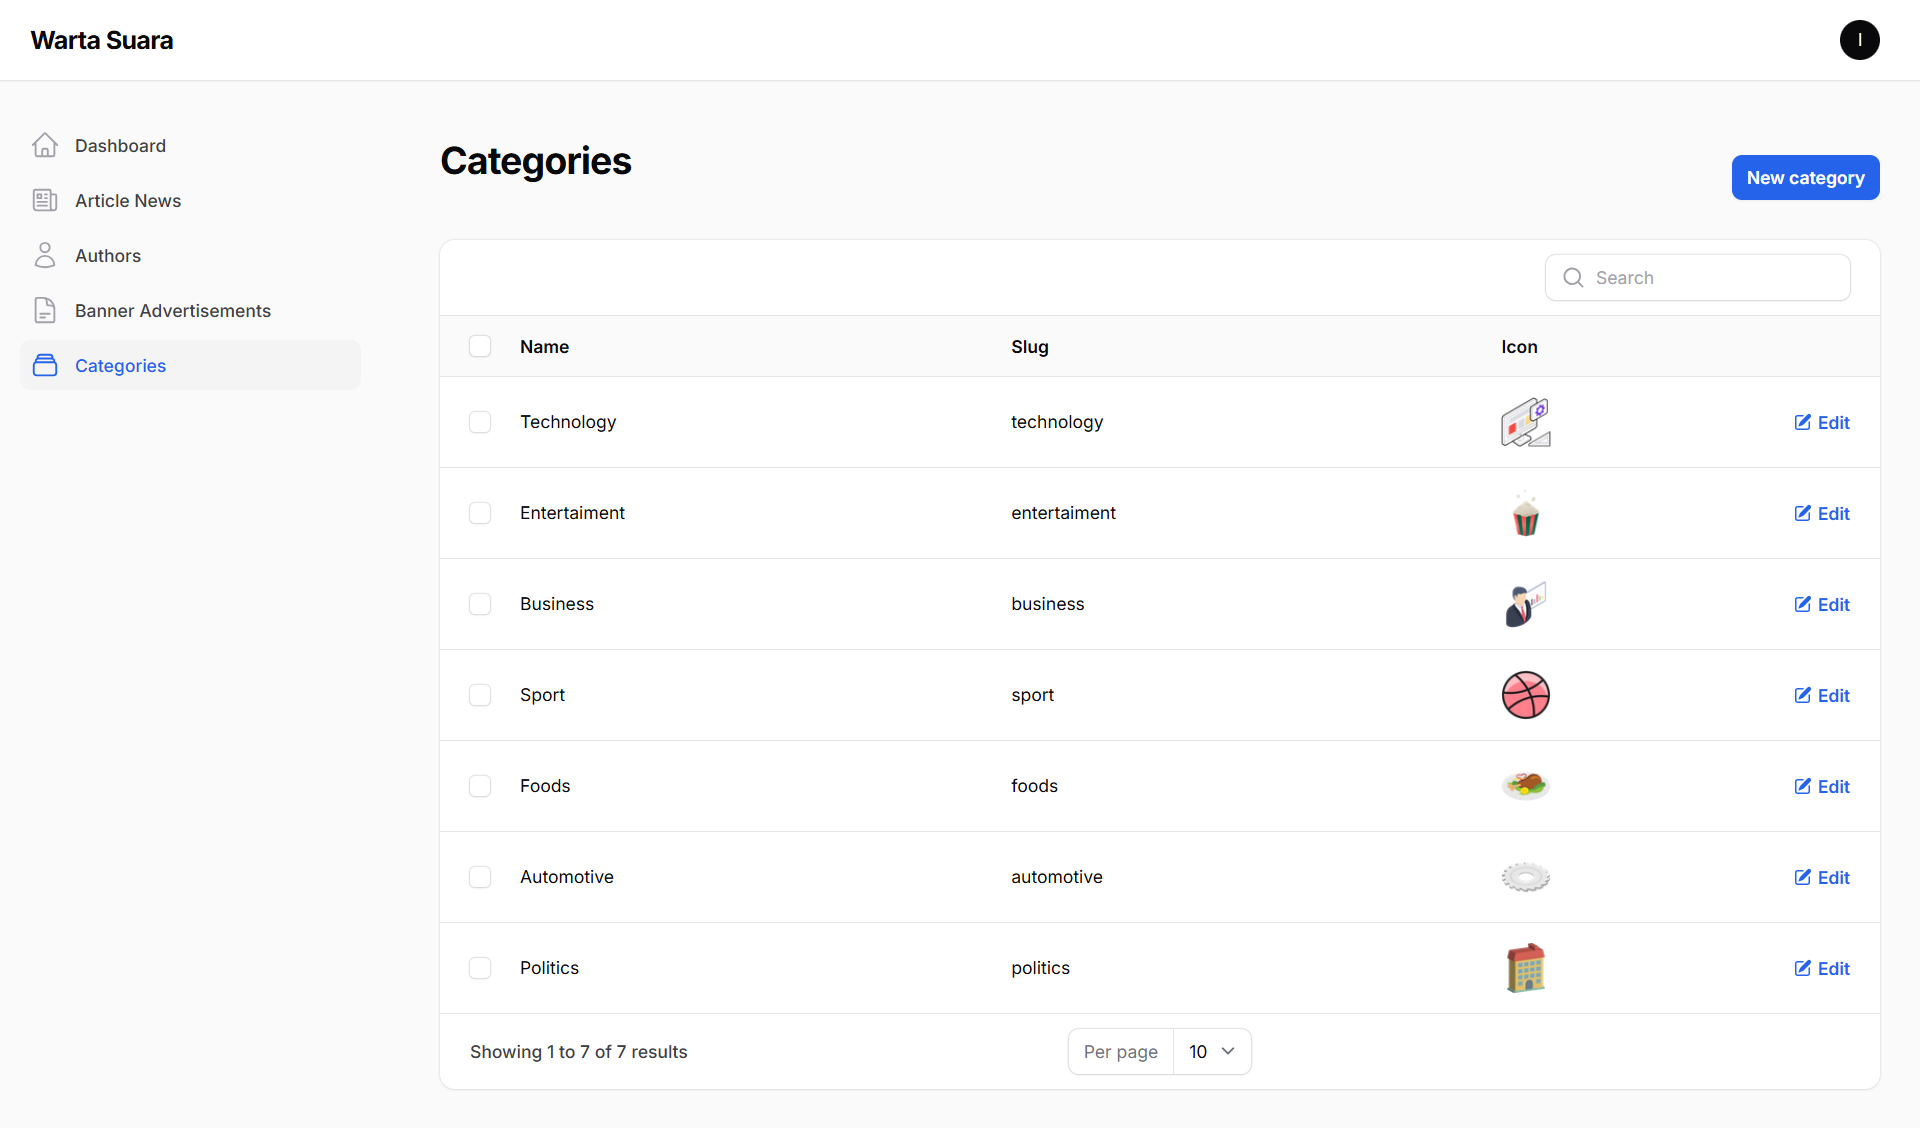 Warta Suara
I
Dashboard
Article News
Authors
Banner Advertisements
Categories
Categories
New category
Search
Name Slug Icon
Technology technology Edit
Entertaiment entertaiment Edit
Business business Edit
Sport sport Edit
Foods foods Edit
Automotive automotive Edit
Politics politics Edit
Showing 1 to 7 of 7 results Per page 10